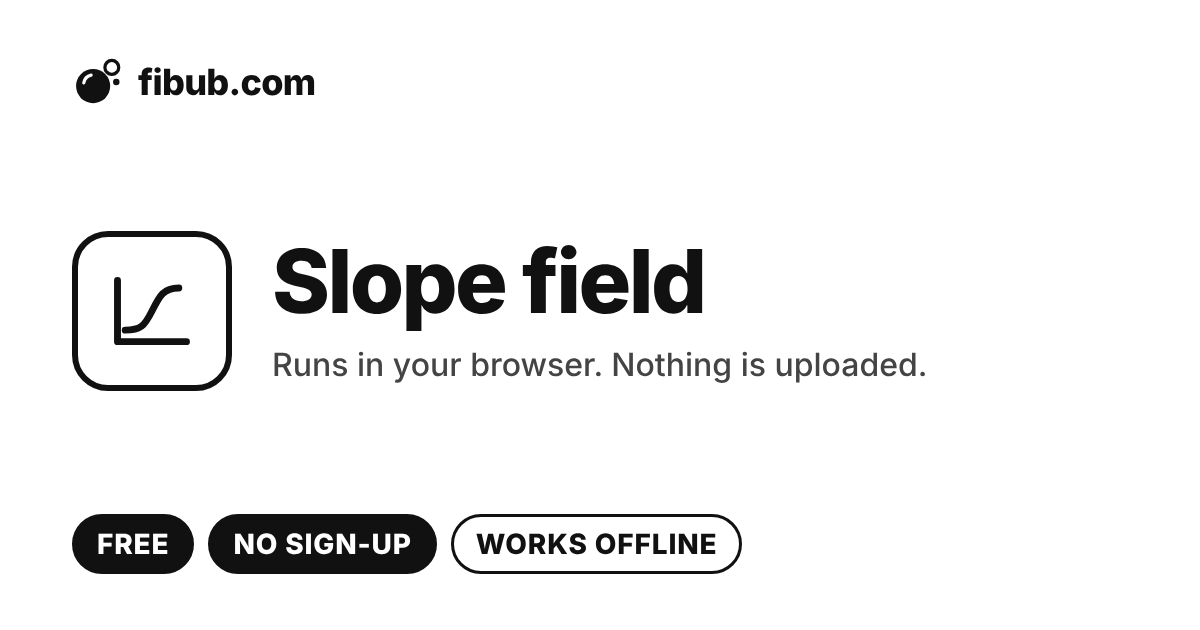 fibub.com
Slope field
Runs in your browser. Nothing is uploaded.
FREE
NO SIGN-UP
WORKS OFFLINE